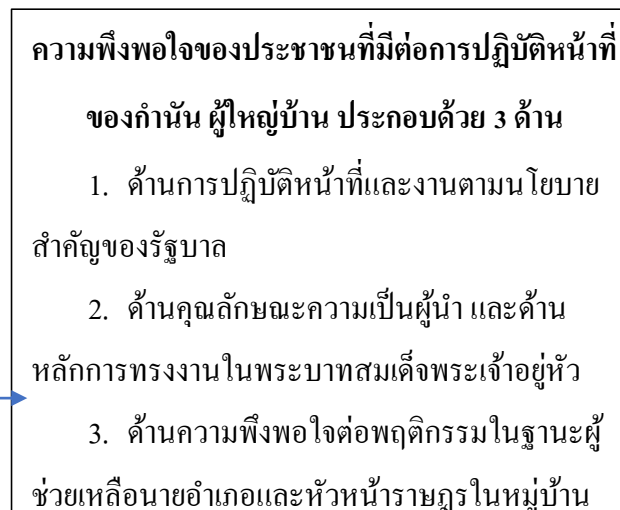 ความพึงพอใจของประชาชนที่มีต่อการปฏิบัติหน้าที่
ของกำนัน ผู้ใหญ่บ้าน ประกอบด้วย 3 ด้าน
1. ด้านการปฏิบัติหน้าที่และงานตามนโยบาย
สำคัญของรัฐบาล
2. ด้านคุณลักษณะความเป็นผู้นำ และด้าน
หลักการทรงงานในพระบาทสมเด็จพระเจ้าอยู่หัว
3. ด้านความพึงพอใจต่อพฤติกรรมในฐานะผู้
ช่วยเหลือนายอำเภอและหัวหน้าราษฎรในหมู่บ้าน